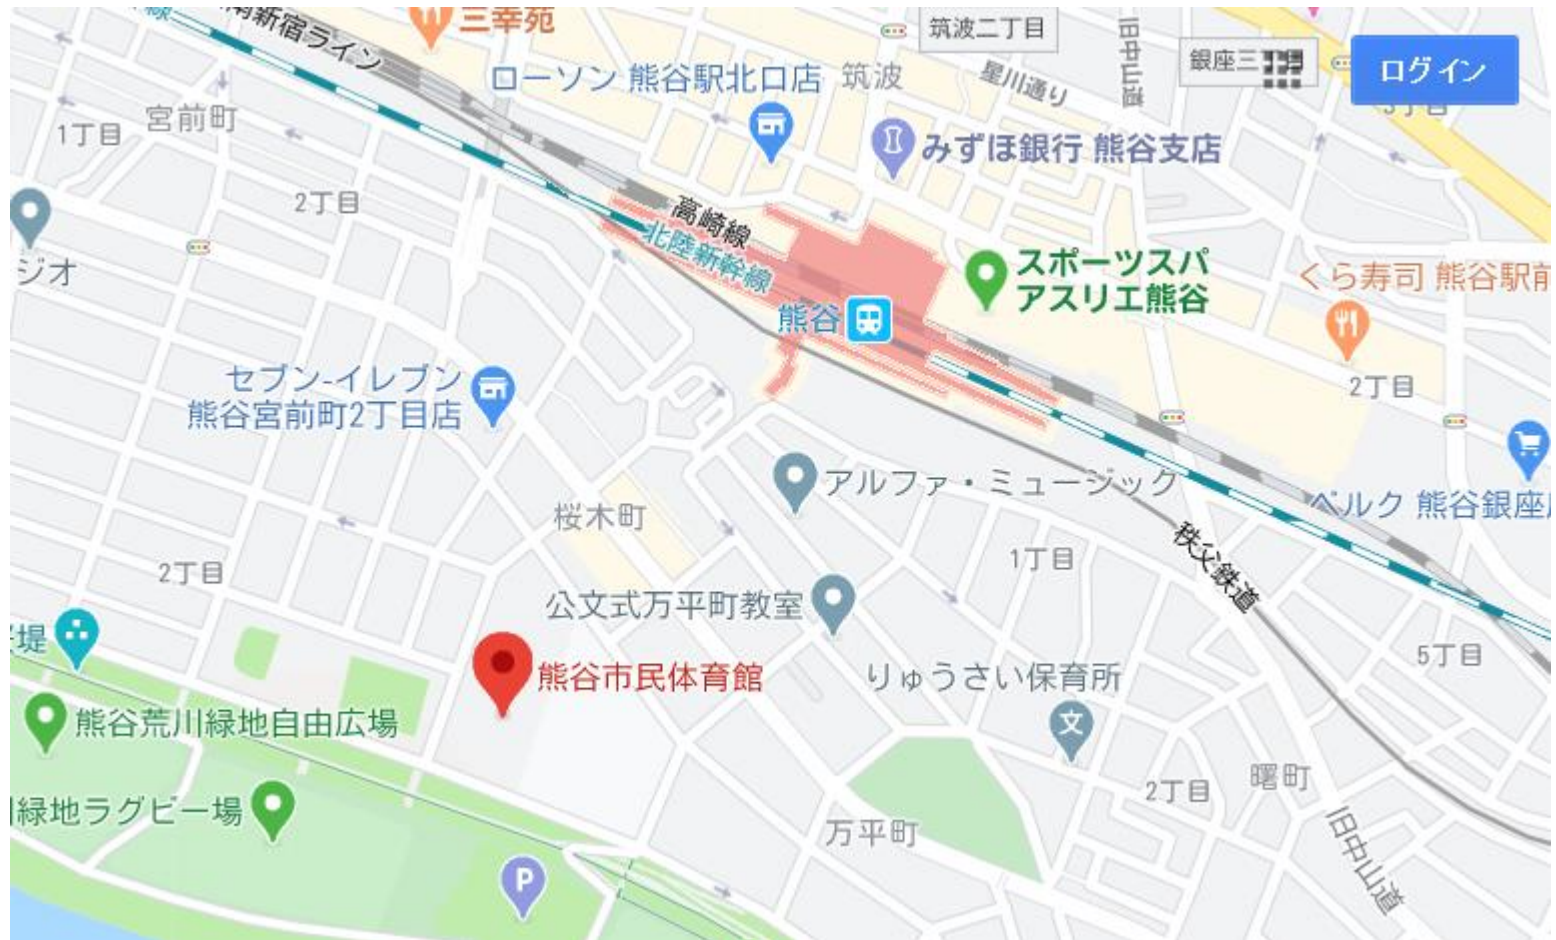 線
南新宿ライン
三幸苑
筑波二丁目
旧中山道
銀座三丁目
ログイン
ローソン 熊谷駅北口店
筑波
星川通り
3丁目
宮前町
1丁目
みずほ銀行 熊谷支店
2丁目
高崎線
北陸新幹線
ジオ
スポーツスパ
アスリエ熊谷
くら寿司 熊谷駅前
熊谷
セブン-イレブン
熊谷宮前町2丁目店
2丁目
アルファ・ミュージック
ベルク 熊谷銀座
桜木町
秩父鉄道
1丁目
2丁目
公文式万平町教室
堤
5丁目
熊谷市民体育館
りゅうさい保育所
熊谷荒川緑地自由広場
文
曙町
2丁目
緑地ラグビー場
万平町
旧中山道
P